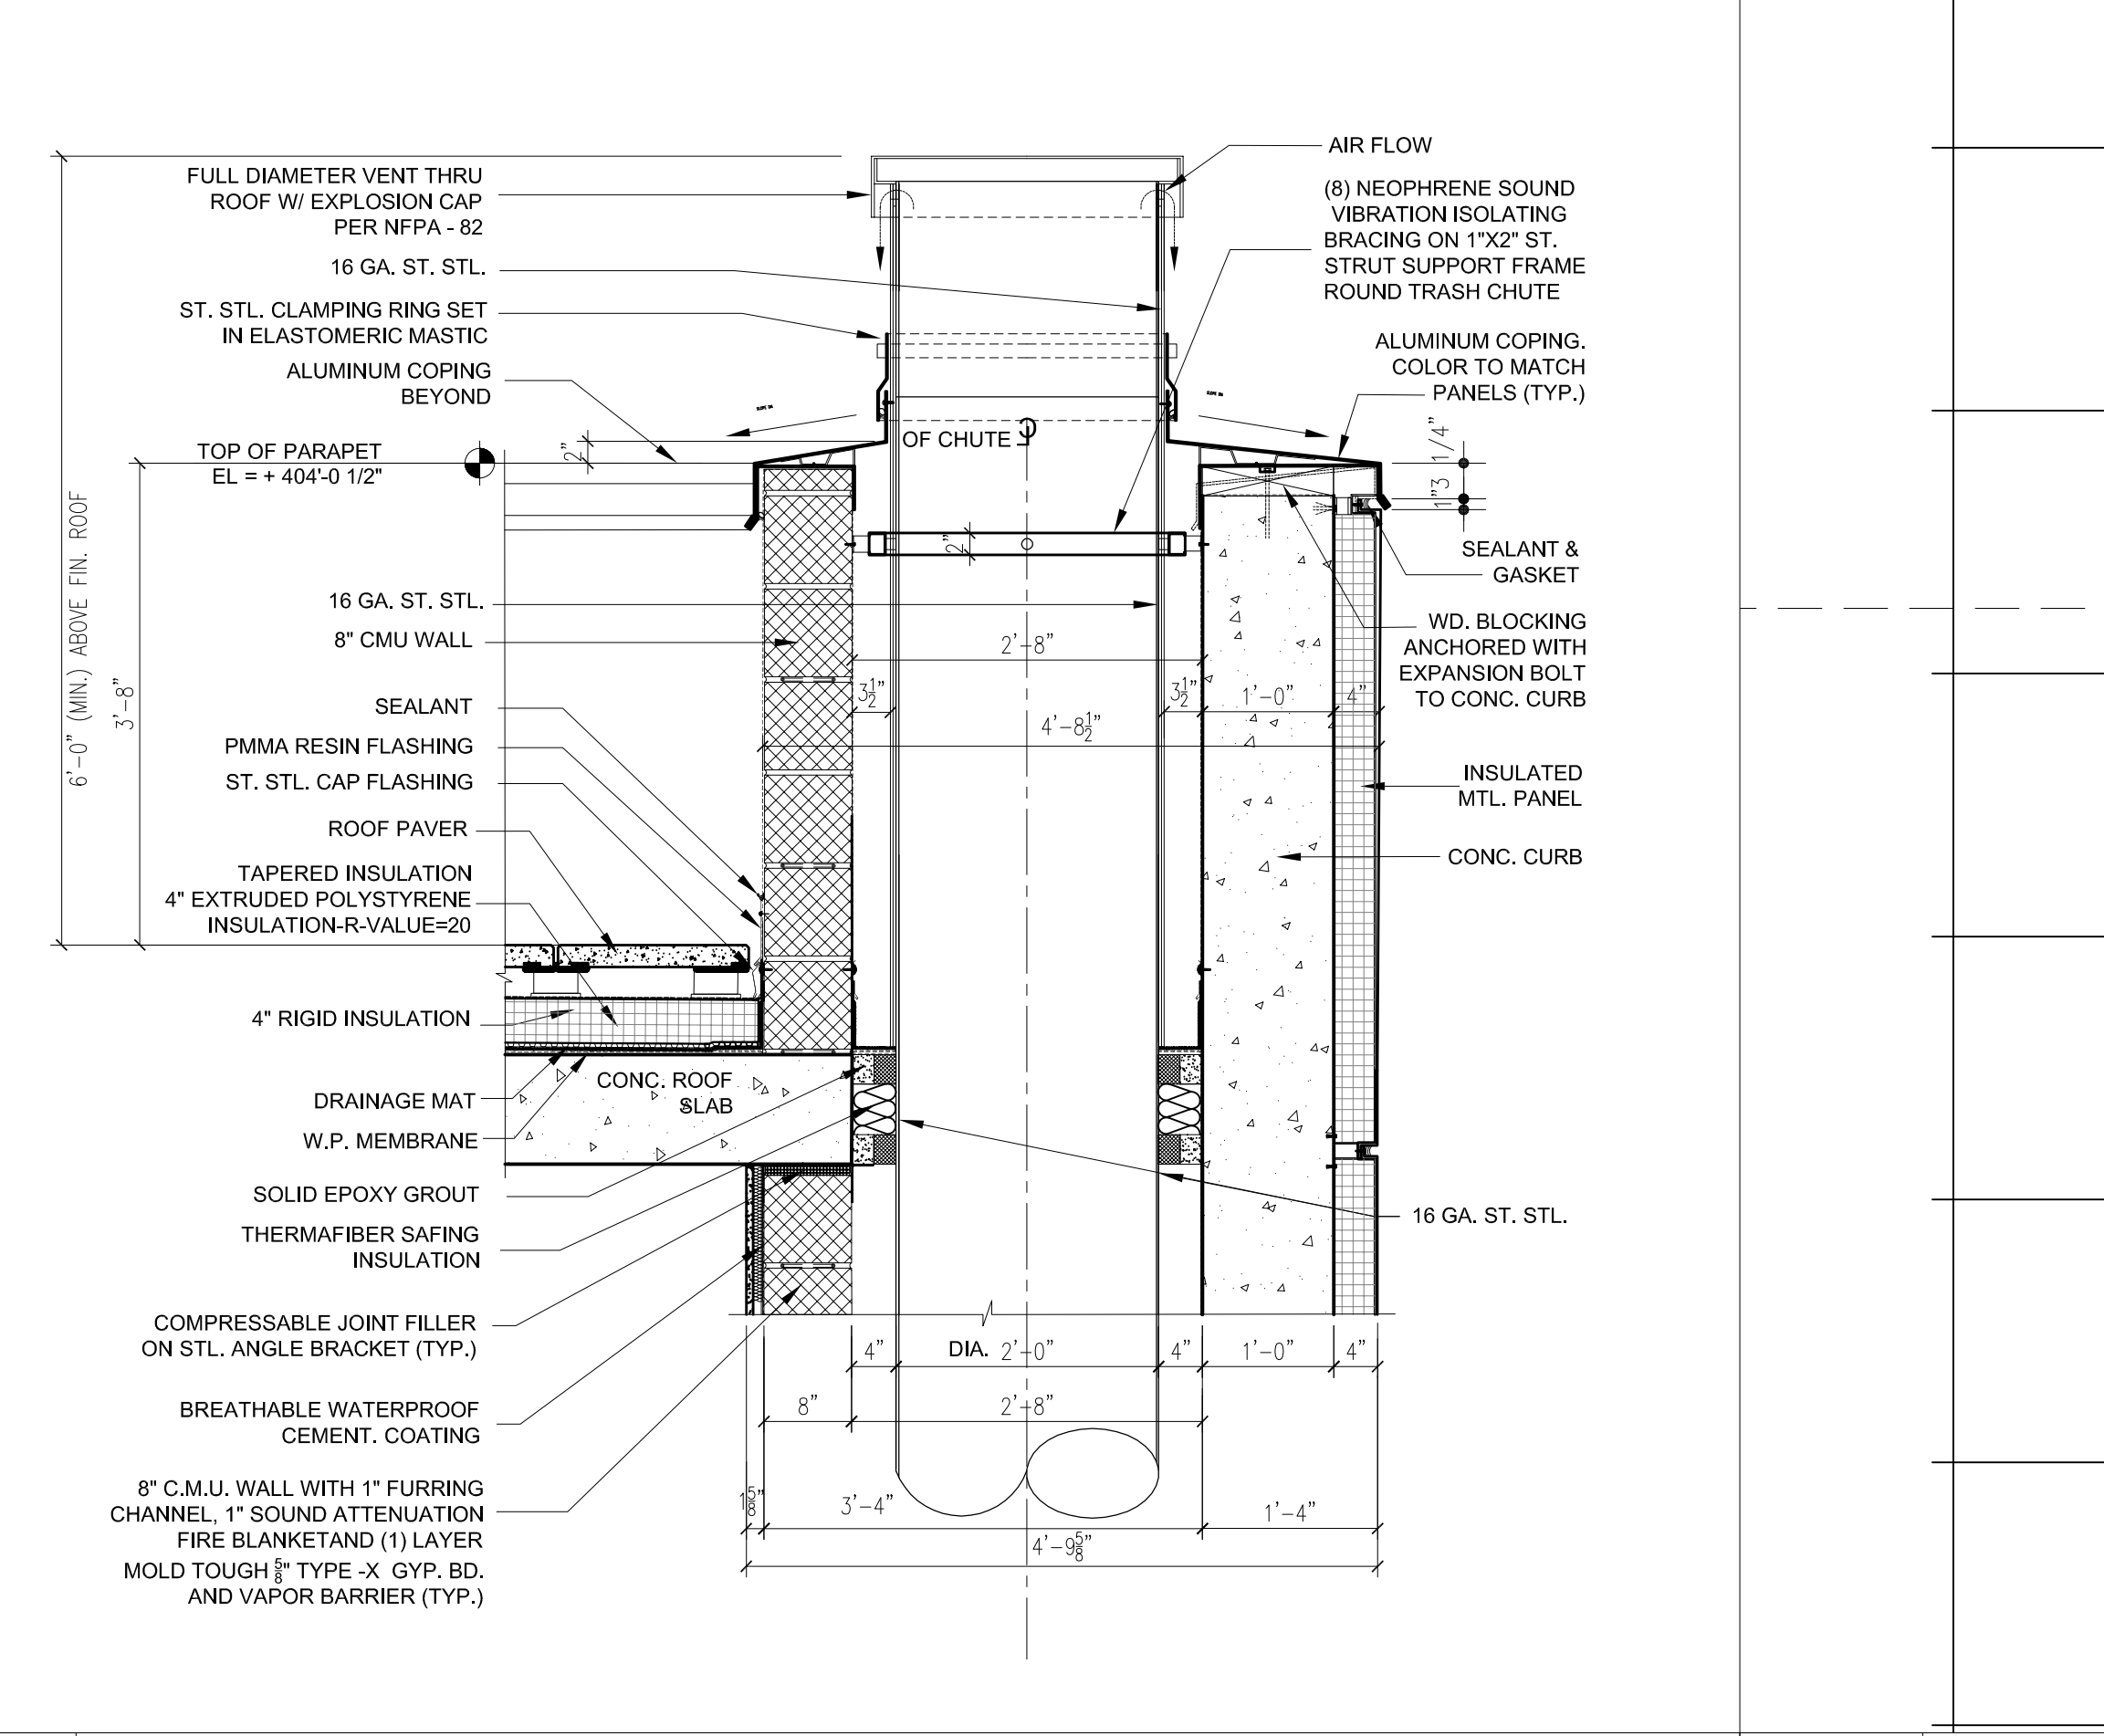 FULL DIAMETER VENT THRU
ROOF W/ EXPLOSION CAP
PER NFPA - 82
16 GA. ST. STL.
ST. STL. CLAMPING RING SET
IN ELASTOMERIC MASTIC
ALUMINUM COPING
BEYOND
TOP OF PARAPET
EL = + 404'-0 1/2"
6'-0" (MIN.) ABOVE FIN. ROOF
3'-8"
16 GA. ST. STL.
8" CMU WALL
SEALANT
PMMA RESIN FLASHING
ST. STL. CAP FLASHING
ROOF PAVER
TAPERED INSULATION
4" EXTRUDED POLYSTYRENE
INSULATION-R-VALUE=20
4" RIGID INSULATION
DRAINAGE MAT
W.P. MEMBRANE
SOLID EPOXY GROUT
THERMAFIBER SAFING
INSULATION
COMPRESSABLE JOINT FILLER
ON STL. ANGLE BRACKET (TYP.)
BREATHABLE WATERPROOF
CEMENT. COATING
8" C.M.U. WALL WITH 1" FURRING
CHANNEL, 1" SOUND ATTENUATION
FIRE BLANKETAND (1) LAYER
MOLD TOUGH 5/8" TYPE -X GYP. BD.
AND VAPOR BARRIER (TYP.)
2"
OF CHUTE
2"
2'-8"
3½"
3½"
1'-0"
4"
4'-8½"
CONC. ROOF
SLAB
4"
DIA. 2'-0"
4"
1'-0"
4"
8"
2'-8"
1⅝"
3'-4"
1'-4"
4'-9⅝"
AIR FLOW
(8) NEOPHRENE SOUND
VIBRATION ISOLATING
BRACING ON 1"X2" ST.
STRUT SUPPORT FRAME
ROUND TRASH CHUTE
ALUMINUM COPING.
COLOR TO MATCH
PANELS (TYP.)
1"3 1/4"
SEALANT &
GASKET
WD. BLOCKING
ANCHORED WITH
EXPANSION BOLT
TO CONC. CURB
INSULATED
MTL. PANEL
CONC. CURB
16 GA. ST. STL.